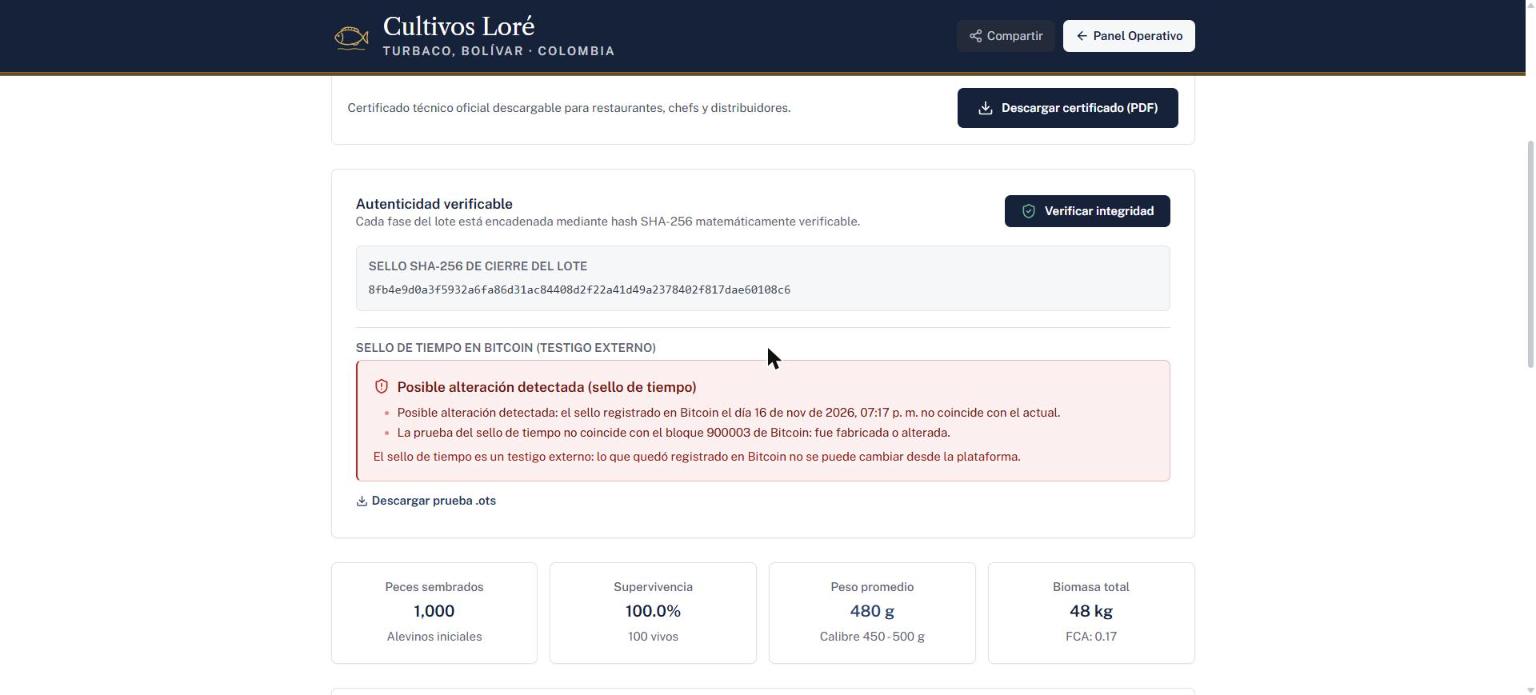 Cultivos Loré
TURBACO, BOLÍVAR · COLOMBIA
Compartir
Panel Operativo
Certificado técnico oficial descargable para restaurantes, chefs y distribuidores.
Descargar certificado (PDF)
Autenticidad verificable
Cada fase del lote está encadenada mediante hash SHA-256 matemáticamente verificable.
Verificar integridad
SELLO SHA-256 DE CIERRE DEL LOTE
8fb4e9d0a3f5932a6fa86d31ac84408d2f22a41d49a2378402f817dae60108c6
SELLO DE TIEMPO EN BITCOIN (TESTIGO EXTERNO)
Posible alteración detectada (sello de tiempo)
Posible alteración detectada: el sello registrado en Bitcoin el día 16 de nov de 2026, 07:17 p. m. no coincide con el actual.
La prueba del sello de tiempo no coincide con el bloque 900003 de Bitcoin: fue fabricada o alterada.
El sello de tiempo es un testigo externo: lo que quedó registrado en Bitcoin no se puede cambiar desde la plataforma.
Descargar prueba .ots
Peces sembrados
1,000
Alevinos iniciales
Supervivencia
100.0%
100 vivos
Peso promedio
480 g
Calibre 450-500 g
Biomasa total
48 kg
FCA: 0.17